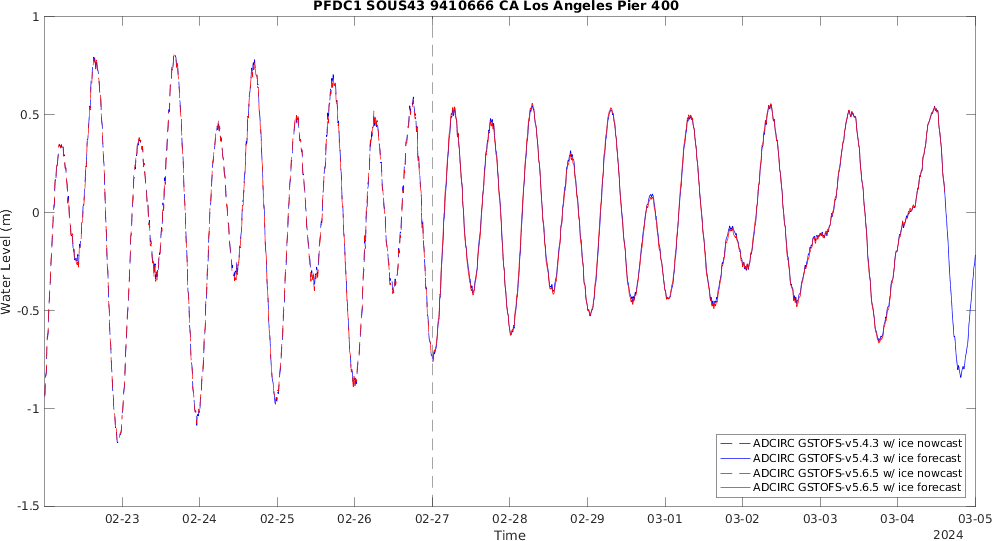 PFDC1 SOUS43 9410666 CA Los Angeles Pier 400
1
0.5
0
-0.5
-1
-1.5
Water Level (m)
02-23 02-24 02-25 02-26 02-27 02-28 02-29 03-01 03-02 03-03 03-04 03-05
Time
2024
ADCIRC GSTOFS-v5.4.3 w/ ice nowcast
ADCIRC GSTOFS-v5.4.3 w/ ice forecast
ADCIRC GSTOFS-v5.6.5 w/ ice nowcast
ADCIRC GSTOFS-v5.6.5 w/ ice forecast